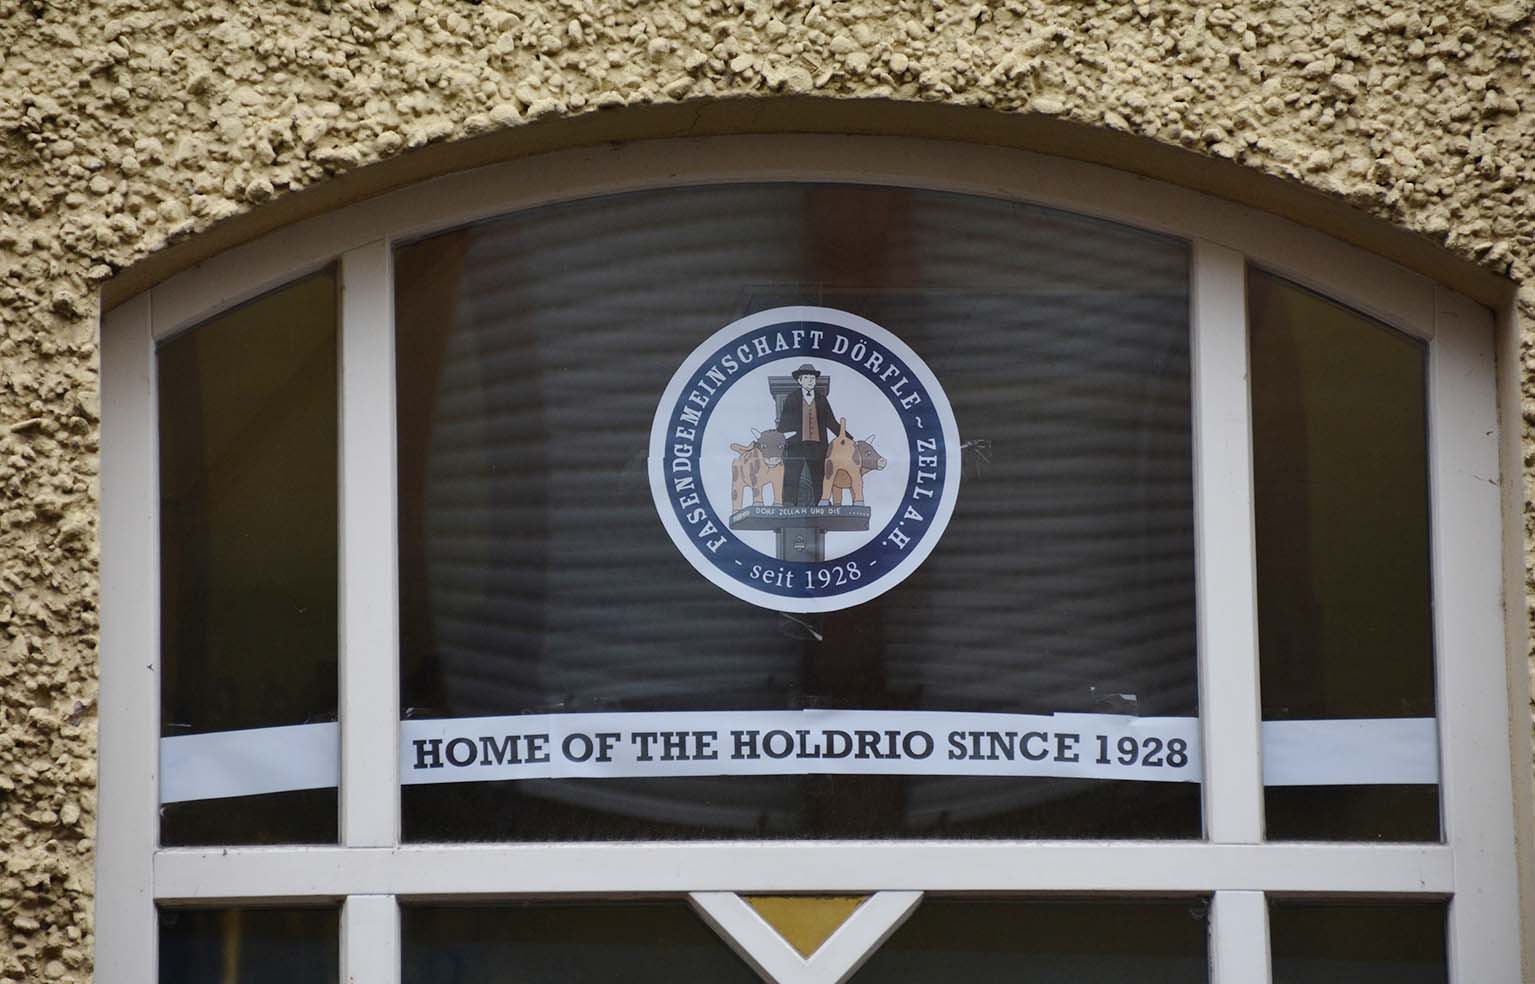 FASENDGEMEINSCHAFT DÖRFLE ~ ZELL A.H.
DORF ZELLAH UND DIE ......
- seit 1928 -
HOME OF THE HOLDRIO SINCE 1928